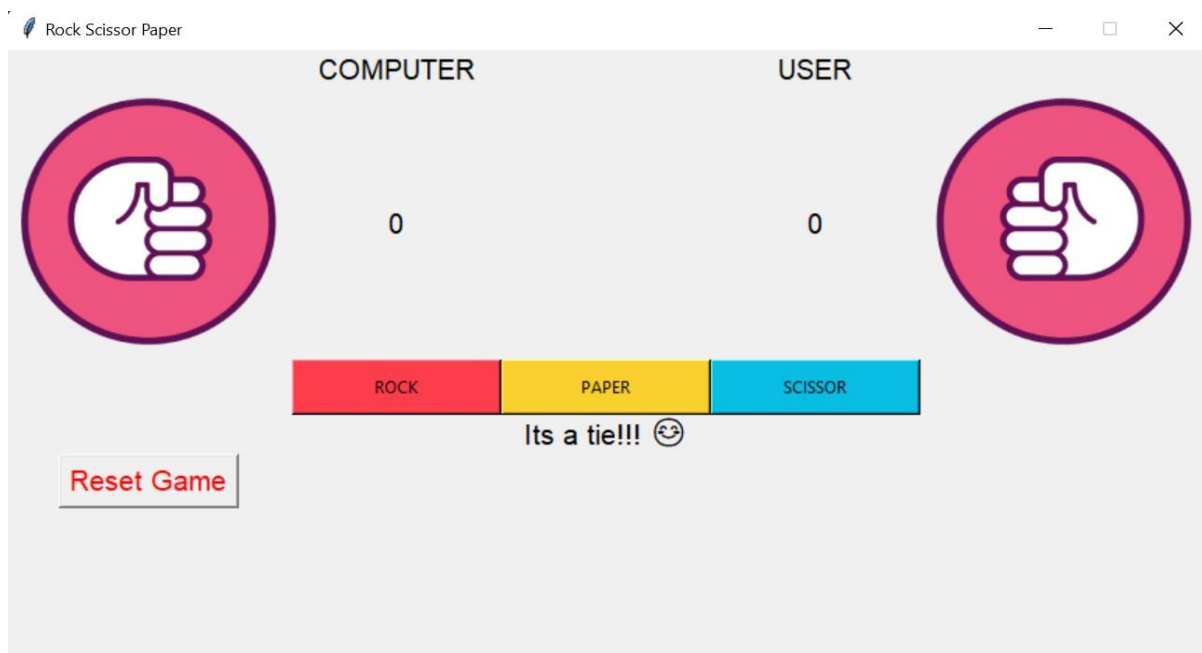 Rock Scissor Paper
COMPUTER USER
0 0
ROCK PAPER SCISSOR
Its a tie!!! 😊
Reset Game